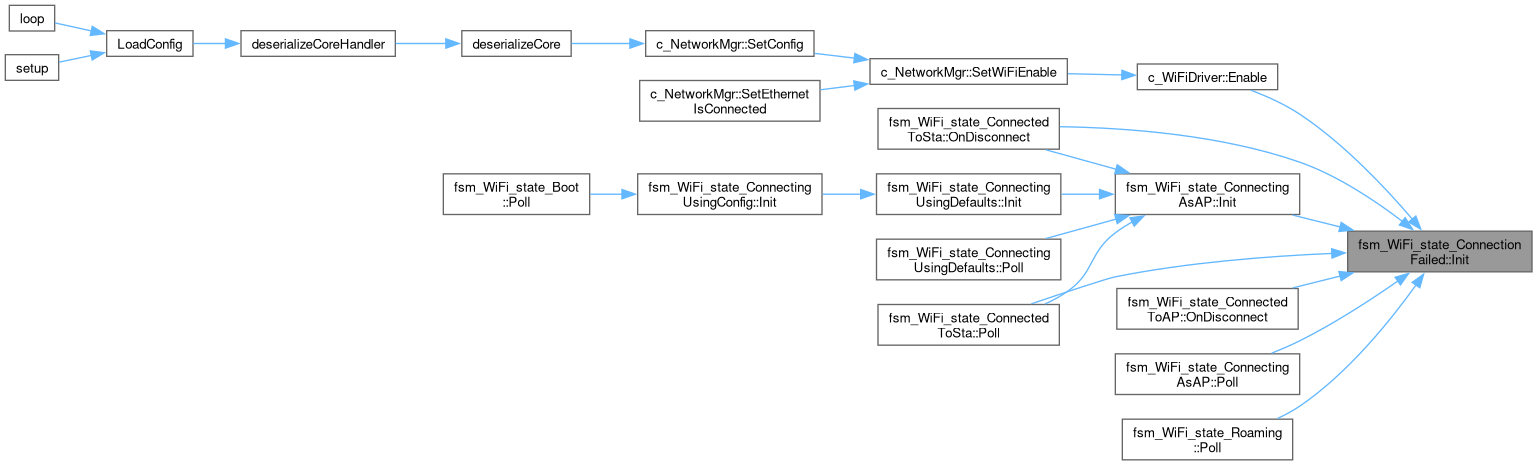 loop
setup
LoadConfig
deserializeCoreHandler
deserializeCore
c_NetworkMgr::SetConfig
c_NetworkMgr::SetEthernet
IsConnected
c_NetworkMgr::SetWiFiEnable
c_WiFiDriver::Enable
fsm_WiFi_state_Connected
ToSta::OnDisconnect
fsm_WiFi_state_Boot
::Poll
fsm_WiFi_state_Connecting
UsingConfig::Init
fsm_WiFi_state_Connecting
UsingDefaults::Init
fsm_WiFi_state_Connecting
AsAP::Init
fsm_WiFi_state_Connecting
UsingDefaults::Poll
fsm_WiFi_state_Connected
ToSta::Poll
fsm_WiFi_state_Connection
Failed::Init
fsm_WiFi_state_Connected
ToAP::OnDisconnect
fsm_WiFi_state_Connecting
AsAP::Poll
fsm_WiFi_state_Roaming
::Poll